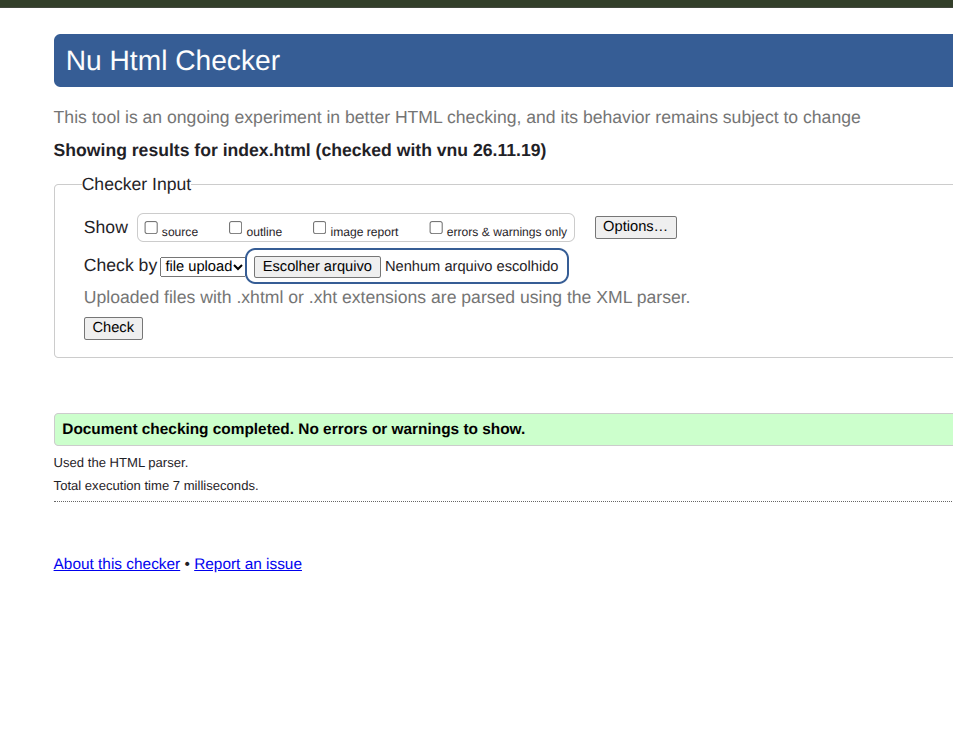 Nu Html Checker
This tool is an ongoing experiment in better HTML checking, and its behavior remains subject to change
Showing results for index.html (checked with vnu 26.11.19)
Checker Input
Show source outline image report errors & warnings only Options…
Check by file upload Escolher arquivo Nenhum arquivo escolhido
Uploaded files with .xhtml or .xht extensions are parsed using the XML parser.
Check
Document checking completed. No errors or warnings to show.
Used the HTML parser.
Total execution time 7 milliseconds.
About this checker • Report an issue